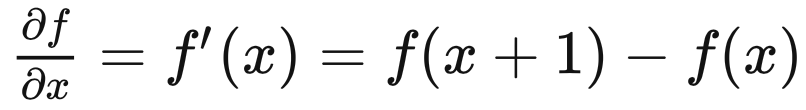 ∂f/∂x = f′(x) = f(x + 1) − f(x)